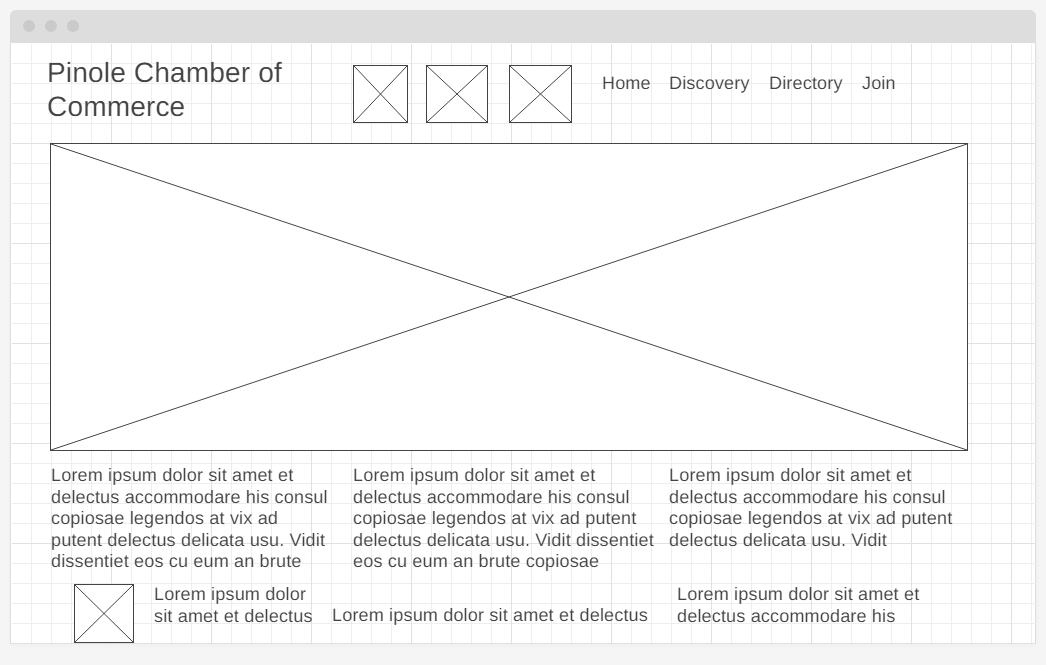 Pinole Chamber of
Commerce
Home Discovery Directory Join
Lorem ipsum dolor sit amet et
delectus accommodare his consul
copiosae legendos at vix ad
putent delectus delicata usu. Vidit
dissentiet eos cu eum an brute
Lorem ipsum dolor sit amet et
delectus accommodare his consul
copiosae legendos at vix ad putent
delectus delicata usu. Vidit dissentiet
eos cu eum an brute copiosae
Lorem ipsum dolor sit amet et
delectus accommodare his consul
copiosae legendos at vix ad putent
delectus delicata usu. Vidit
Lorem ipsum dolor
sit amet et delectus
Lorem ipsum dolor sit amet et delectus
Lorem ipsum dolor sit amet et
delectus accommodare his